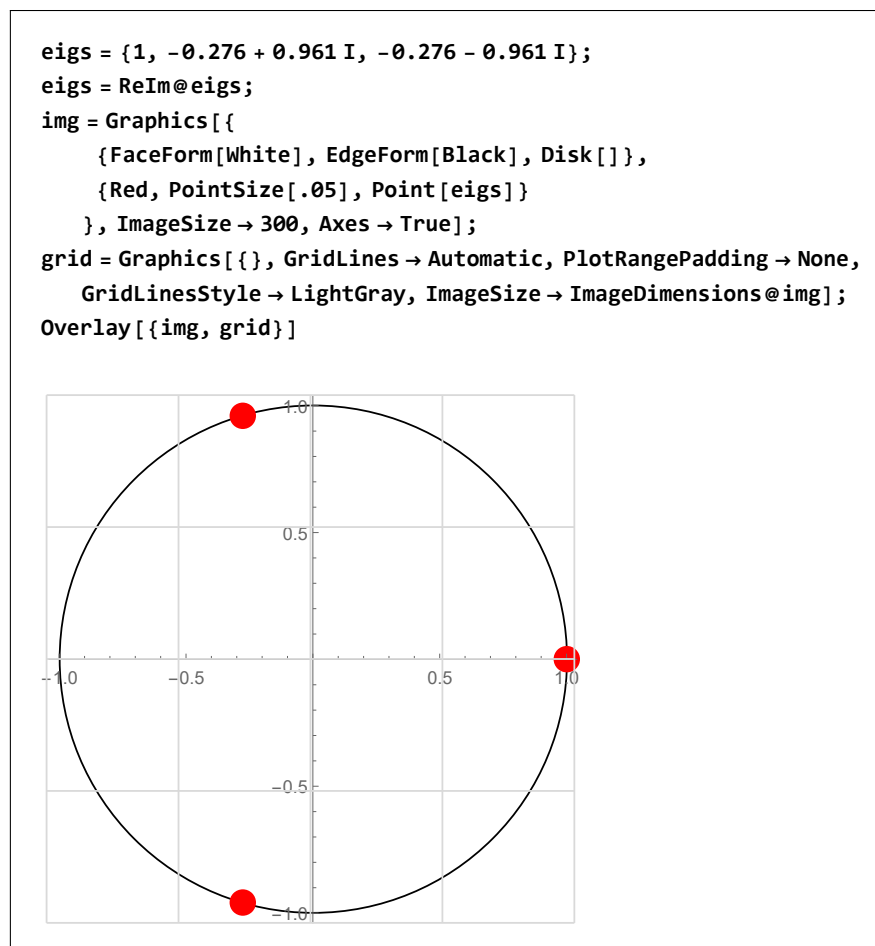 eigs = {1, -0.276 + 0.961 I, -0.276 - 0.961 I};
eigs = ReIm@eigs;
img = Graphics[{
{FaceForm[White], EdgeForm[Black], Disk[]},
{Red, PointSize[.05], Point[eigs]}
}, ImageSize → 300, Axes → True];
grid = Graphics[{}, GridLines → Automatic, PlotRangePadding → None,
GridLinesStyle → LightGray, ImageSize → ImageDimensions@img];
Overlay[{img, grid}]
1.0
0.5
-1.0 -0.5 0.5 1.0
-0.5
-1.0